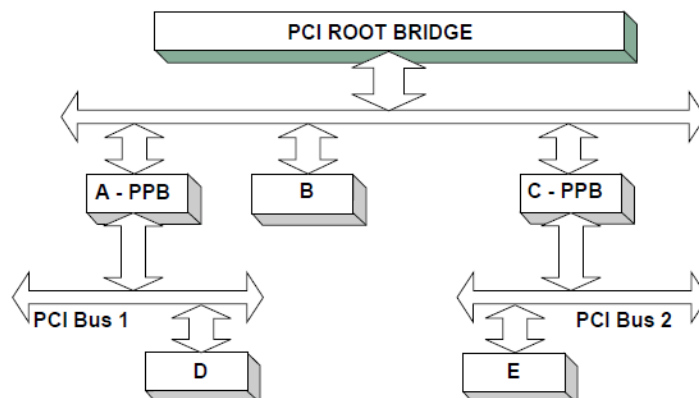 PCI ROOT BRIDGE
A - PPB
B
C - PPB
PCI Bus 1
PCI Bus 2
D
E